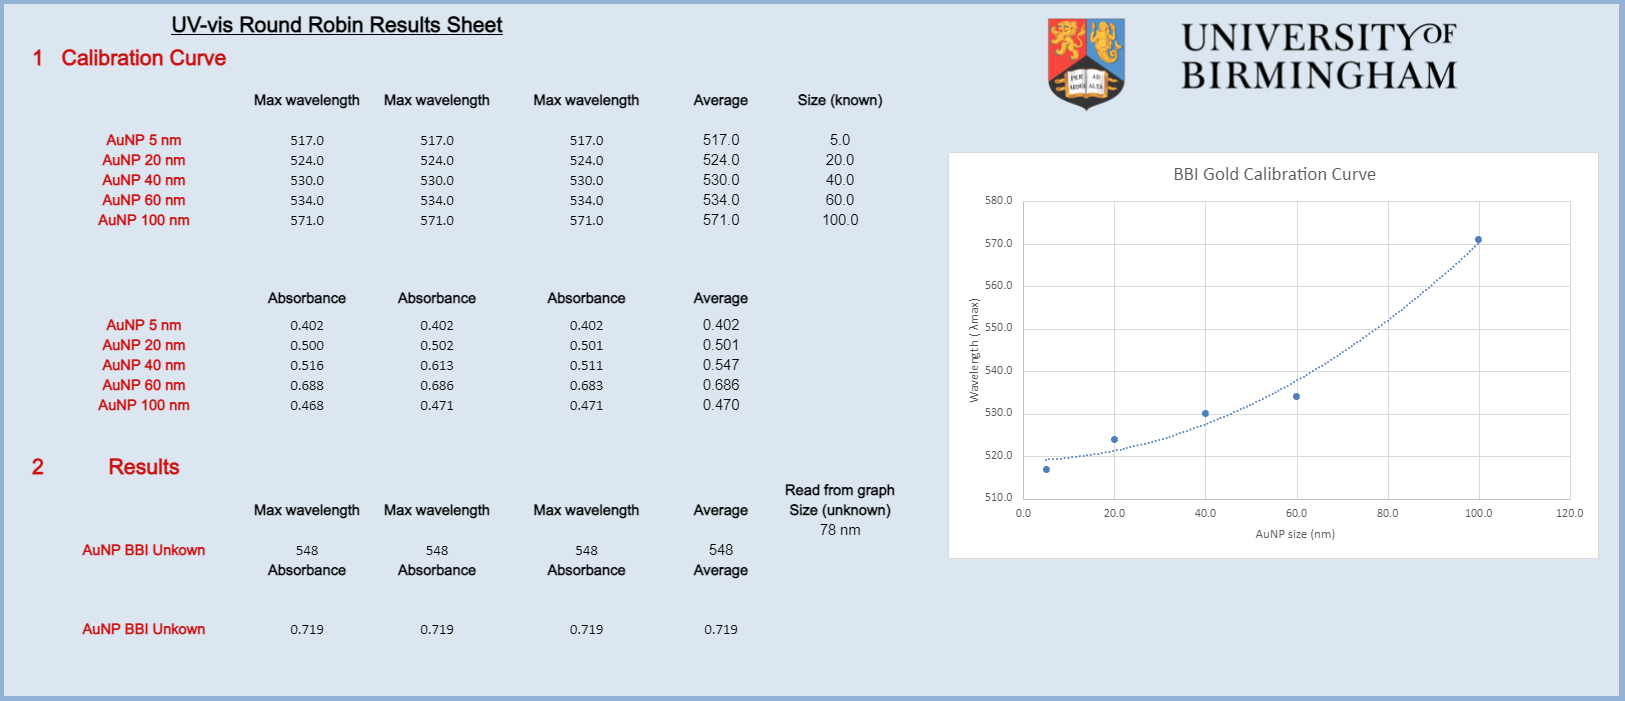 UV-vis Round Robin Results Sheet
UNIVERSITY OF
BIRMINGHAM
PER AD
ARDUA ALTA
1 Calibration Curve
Max wavelength Max wavelength Max wavelength Average Size (known)
AuNP 5 nm 517.0 517.0 517.0 517.0 5.0
AuNP 20 nm 524.0 524.0 524.0 524.0 20.0
AuNP 40 nm 530.0 530.0 530.0 530.0 40.0
AuNP 60 nm 534.0 534.0 534.0 534.0 60.0
AuNP 100 nm 571.0 571.0 571.0 571.0 100.0
Absorbance Absorbance Absorbance Average
AuNP 5 nm 0.402 0.402 0.402 0.402
AuNP 20 nm 0.500 0.502 0.501 0.501
AuNP 40 nm 0.516 0.613 0.511 0.547
AuNP 60 nm 0.688 0.686 0.683 0.686
AuNP 100 nm 0.468 0.471 0.471 0.470
2 Results
Read from graph
Max wavelength Max wavelength Max wavelength Average Size (unknown)
78 nm
AuNP BBI Unkown 548 548 548 548
Absorbance Absorbance Absorbance Average
AuNP BBI Unkown 0.719 0.719 0.719 0.719
BBI Gold Calibration Curve
580.0
570.0
560.0
550.0
540.0
530.0
520.0
510.0
Wavelength ( λmax)
0.0 20.0 40.0 60.0 80.0 100.0 120.0
AuNP size (nm)